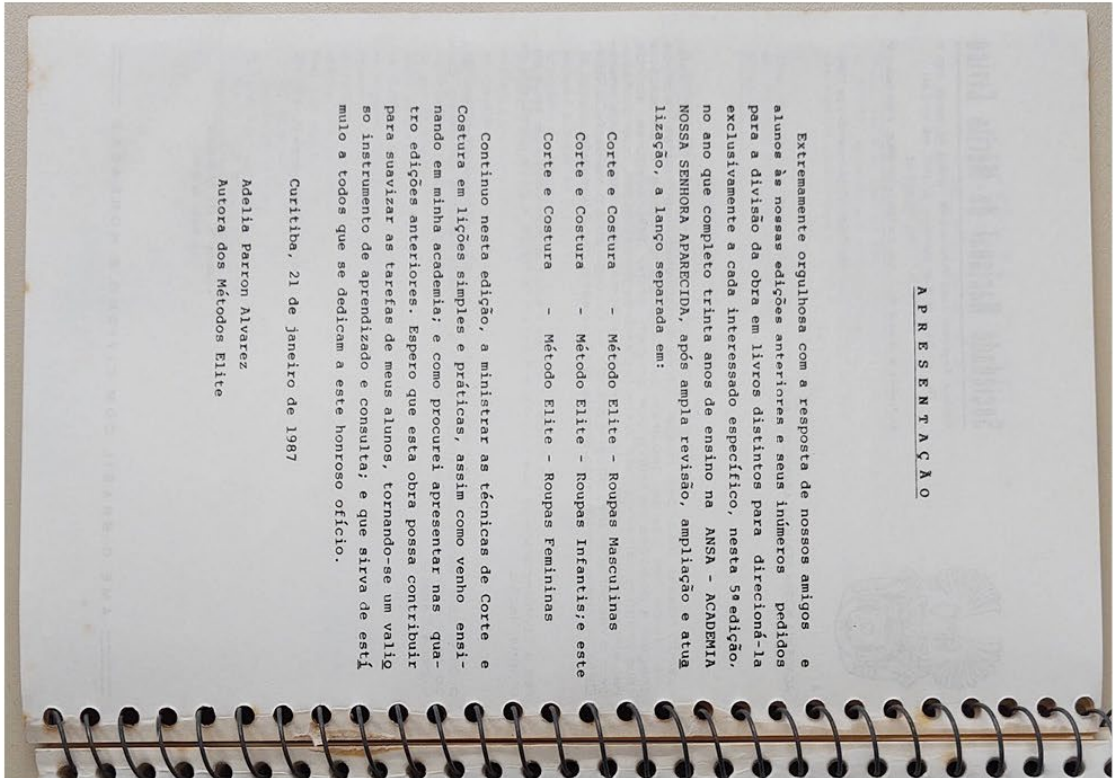 APRESENTAÇÃO
Extremamente orgulhosa com a resposta de nossos amigos e
alunos às nossas edições anteriores e seus inúmeros pedidos
para a divisão da obra em livros distintos para direcioná-la
exclusivamente a cada interessado específico, nesta 5ª edição,
no ano que completo trinta anos de ensino na ANSA - ACADEMIA
NOSSA SENHORA APARECIDA, após ampla revisão, ampliação e atua
lização, a lanço separada em:
Corte e Costura - Método Elite - Roupas Masculinas
Corte e Costura - Método Elite - Roupas Infantis;e este
Corte e Costura - Método Elite - Roupas Femininas
Continuo nesta edição, a ministrar as técnicas de Corte e
Costura em lições simples e práticas, assim como venho ensi-
nando em minha academia; e como procurei apresentar nas qua-
tro edições anteriores. Espero que esta obra possa contribuir
para suavizar as tarefas de meus alunos, tornando-se um valio
so instrumento de aprendizado e consulta; e que sirva de estí
mulo a todos que se dedicam a este honroso ofício.
Curitiba, 21 de janeiro de 1987
Adelia Parron Alvarez
Autora dos Métodos Elite